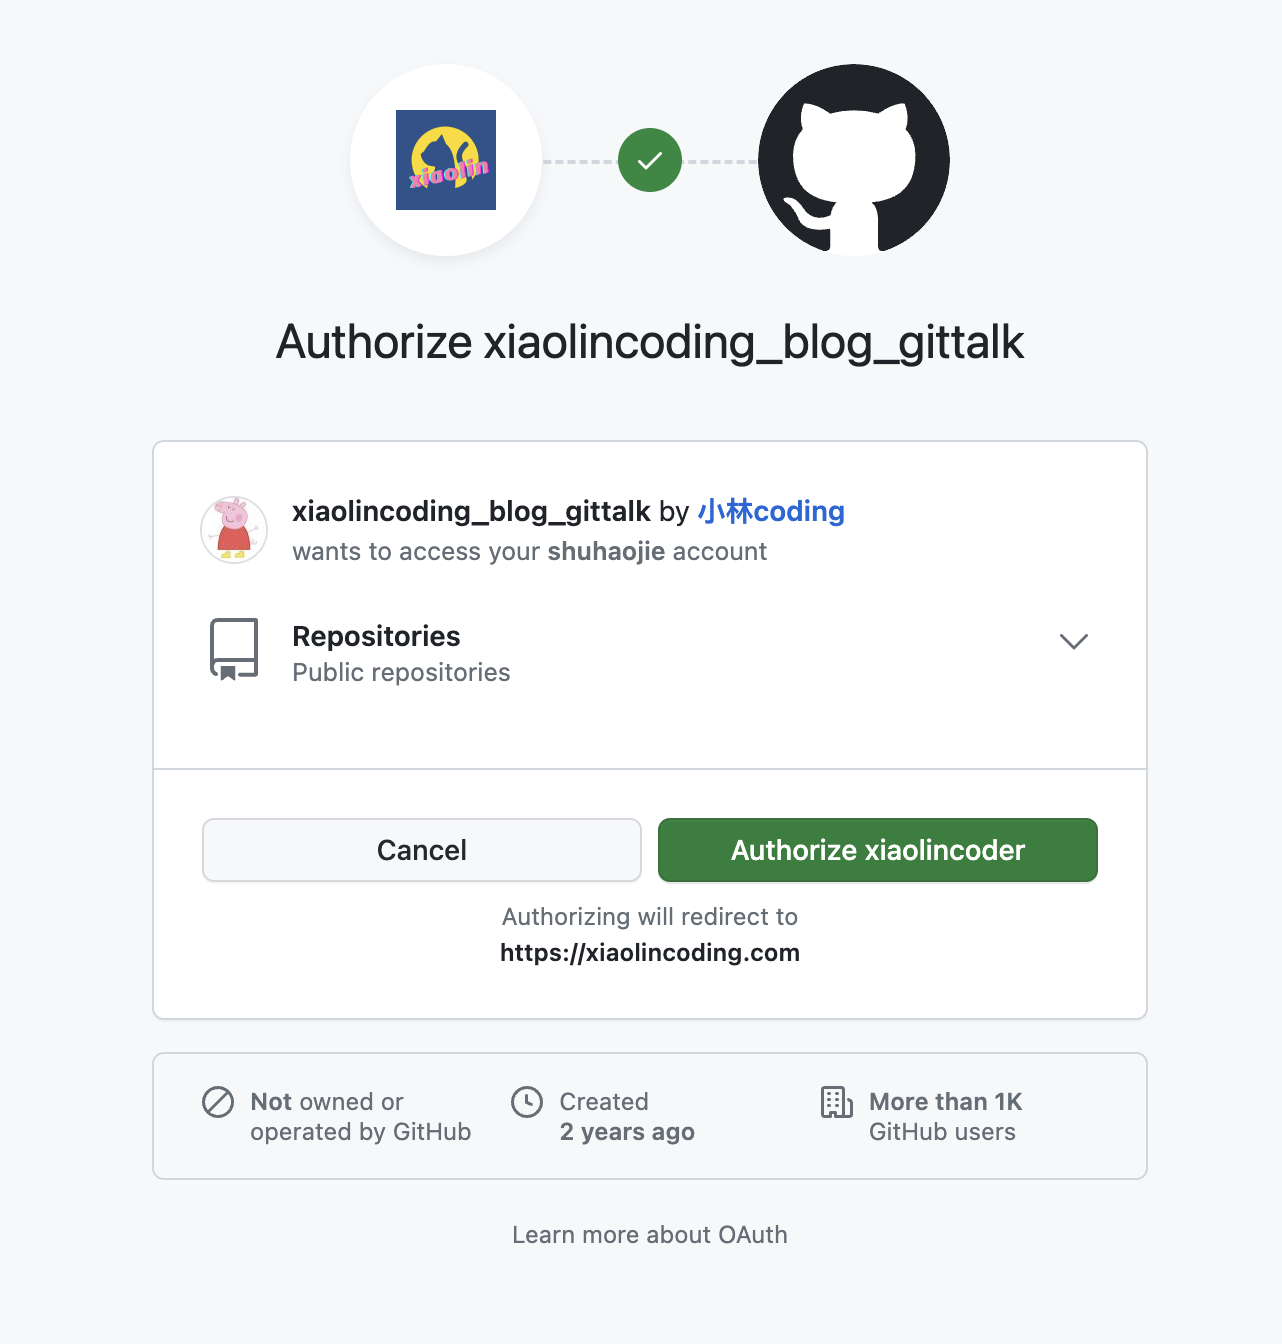 xiaolin
Authorize xiaolincoding_blog_gittalk
xiaolincoding_blog_gittalk by 小林coding
wants to access your shuhaojie account
Repositories
Public repositories
Cancel
Authorize xiaolincoder
Authorizing will redirect to
https://xiaolincoding.com
Not owned or
operated by GitHub
Created
2 years ago
More than 1K
GitHub users
Learn more about OAuth